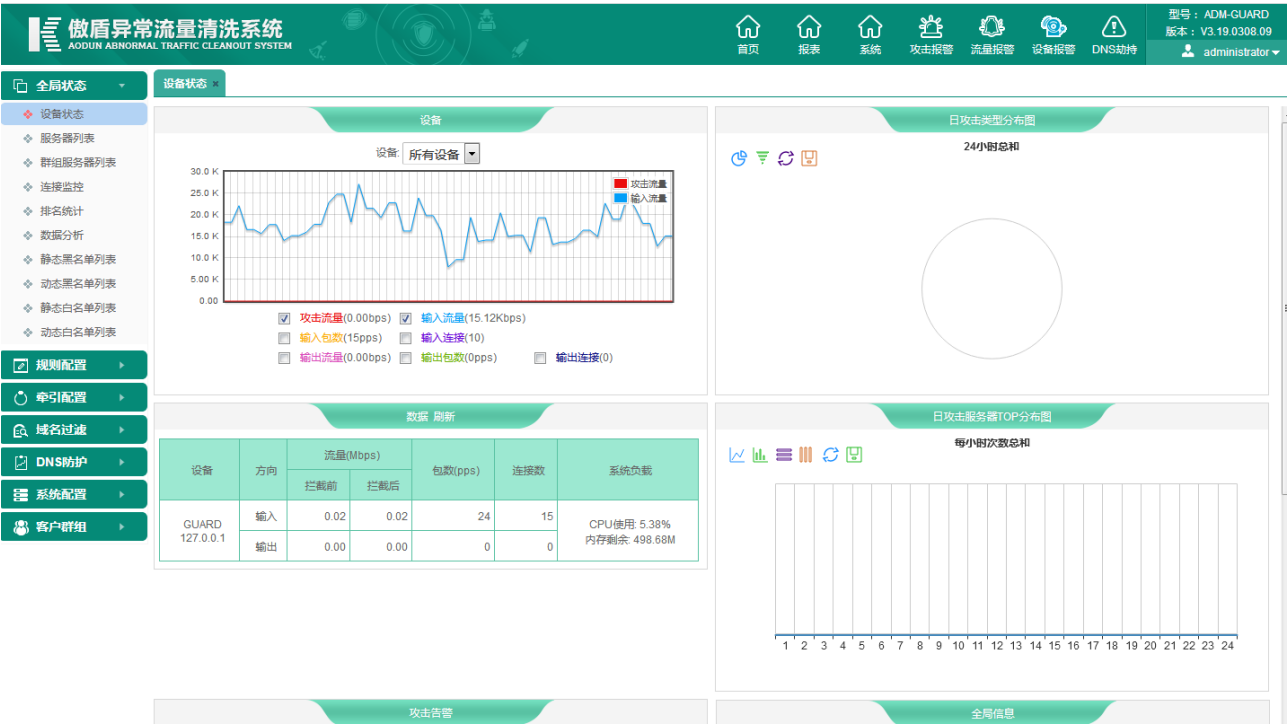 傲盾异常流量清洗系统
AODUN ABNORMAL TRAFFIC CLEANOUT SYSTEM
首页 报表 系统 攻击报警 流量报警 设备报警 DNS劫持
型号： ADM-GUARD
版本： V3.19.0308.09
administrator
全局状态
设备状态
服务器列表
群组服务器列表
连接监控
排名统计
数据分析
静态黑名单列表
动态黑名单列表
静态白名单列表
动态白名单列表
规则配置
牵引配置
域名过滤
DNS防护
系统配置
客户群组
设备状态 ×
设备
设备: 所有设备
30.0 K
25.0 K
20.0 K
15.0 K
10.0 K
5.00 K
0.00
攻击流量
输入流量
攻击流量(0.00bps) 输入流量(15.12Kbps)
输入包数(15pps) 输入连接(10)
输出流量(0.00bps) 输出包数(0pps) 输出连接(0)
日攻击类型分布图
24小时总和
数据 刷新
设备 方向 流量(Mbps) 包数(pps) 连接数 系统负载
拦截前 拦截后
GUARD
127.0.0.1
输入 0.02 0.02 24 15
输出 0.00 0.00 0 0
CPU使用: 5.38%
内存剩余: 498.68M
日攻击服务器TOP分布图
每小时次数总和
1 2 3 4 5 6 7 8 9 10 11 12 13 14 15 16 17 18 19 20 21 22 23 24
攻击告警
全局信息